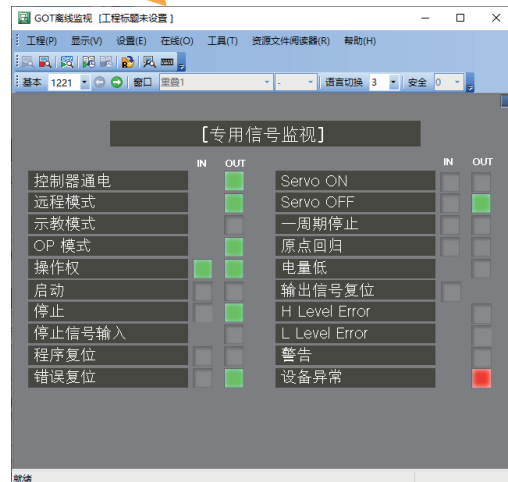 GOT离线监视 [工程标题未设置 ]
工程(P) 显示(V) 设置(E) 在线(O) 工具(T) 资源文件阅读器(R) 帮助(H)
基本 1221 窗口 重叠1 - 语言切换 3 安全 0
[专用信号监视]
IN OUT IN OUT
控制器通电 Servo ON
远程模式 Servo OFF
示教模式 一周期停止
OP 模式 原点回归
操作权 电量低
启动 输出信号复位
停止 H Level Error
停止信号输入 L Level Error
程序复位 警告
错误复位 设备异常
就绪